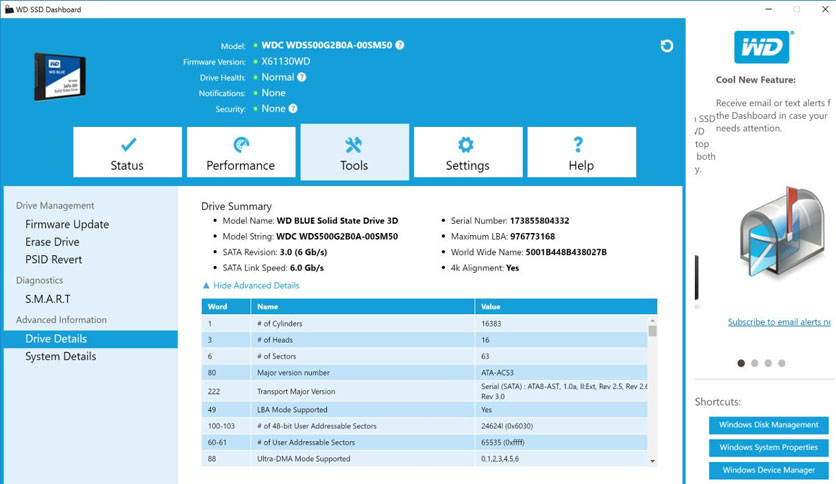 WD SSD Dashboard
Model: WDC WDS500G2B0A-00SM50 ?
Firmware Version: X61130WD
Drive Health: Normal ?
Notifications: None
Security: None ?
WD BLUE
Status
Performance
Tools
Settings
Help
Drive Management
Firmware Update
Erase Drive
PSID Revert
Diagnostics
S.M.A.R.T
Advanced Information
Drive Details
System Details
Drive Summary
Model Name: WD BLUE Solid State Drive 3D
Model String: WDC WDS500G2B0A-00SM50
SATA Revision: 3.0 (6 Gb/s)
SATA Link Speed: 6.0 Gb/s
Serial Number: 173855804332
Maximum LBA: 976773168
World Wide Name: 5001B448B438027B
4k Alignment: Yes
Hide Advanced Details
Word Name Value
1 # of Cylinders 16383
3 # of Heads 16
6 # of Sectors 63
80 Major version number ATA-ACS3
222 Transport Major Version Serial (SATA) : ATA8-AST, 1.0a, II:Ext, Rev 2.5, Rev 2.6
Rev 3.0
49 LBA Mode Supported Yes
100-103 # of 48-bit User Addressable Sectors 24624l (0x6030)
60-61 # of User Addressable Sectors 65535 (0xffff)
88 Ultra-DMA Mode Supported 0,1,2,3,4,5,6
WD
Cool New Feature:
SSD
WD
top
both
y.
Receive email or text alerts f
the Dashboard in case your
needs attention.
Subscribe to email alerts no
Shortcuts:
Windows Disk Management
Windows System Properties
Windows Device Manager